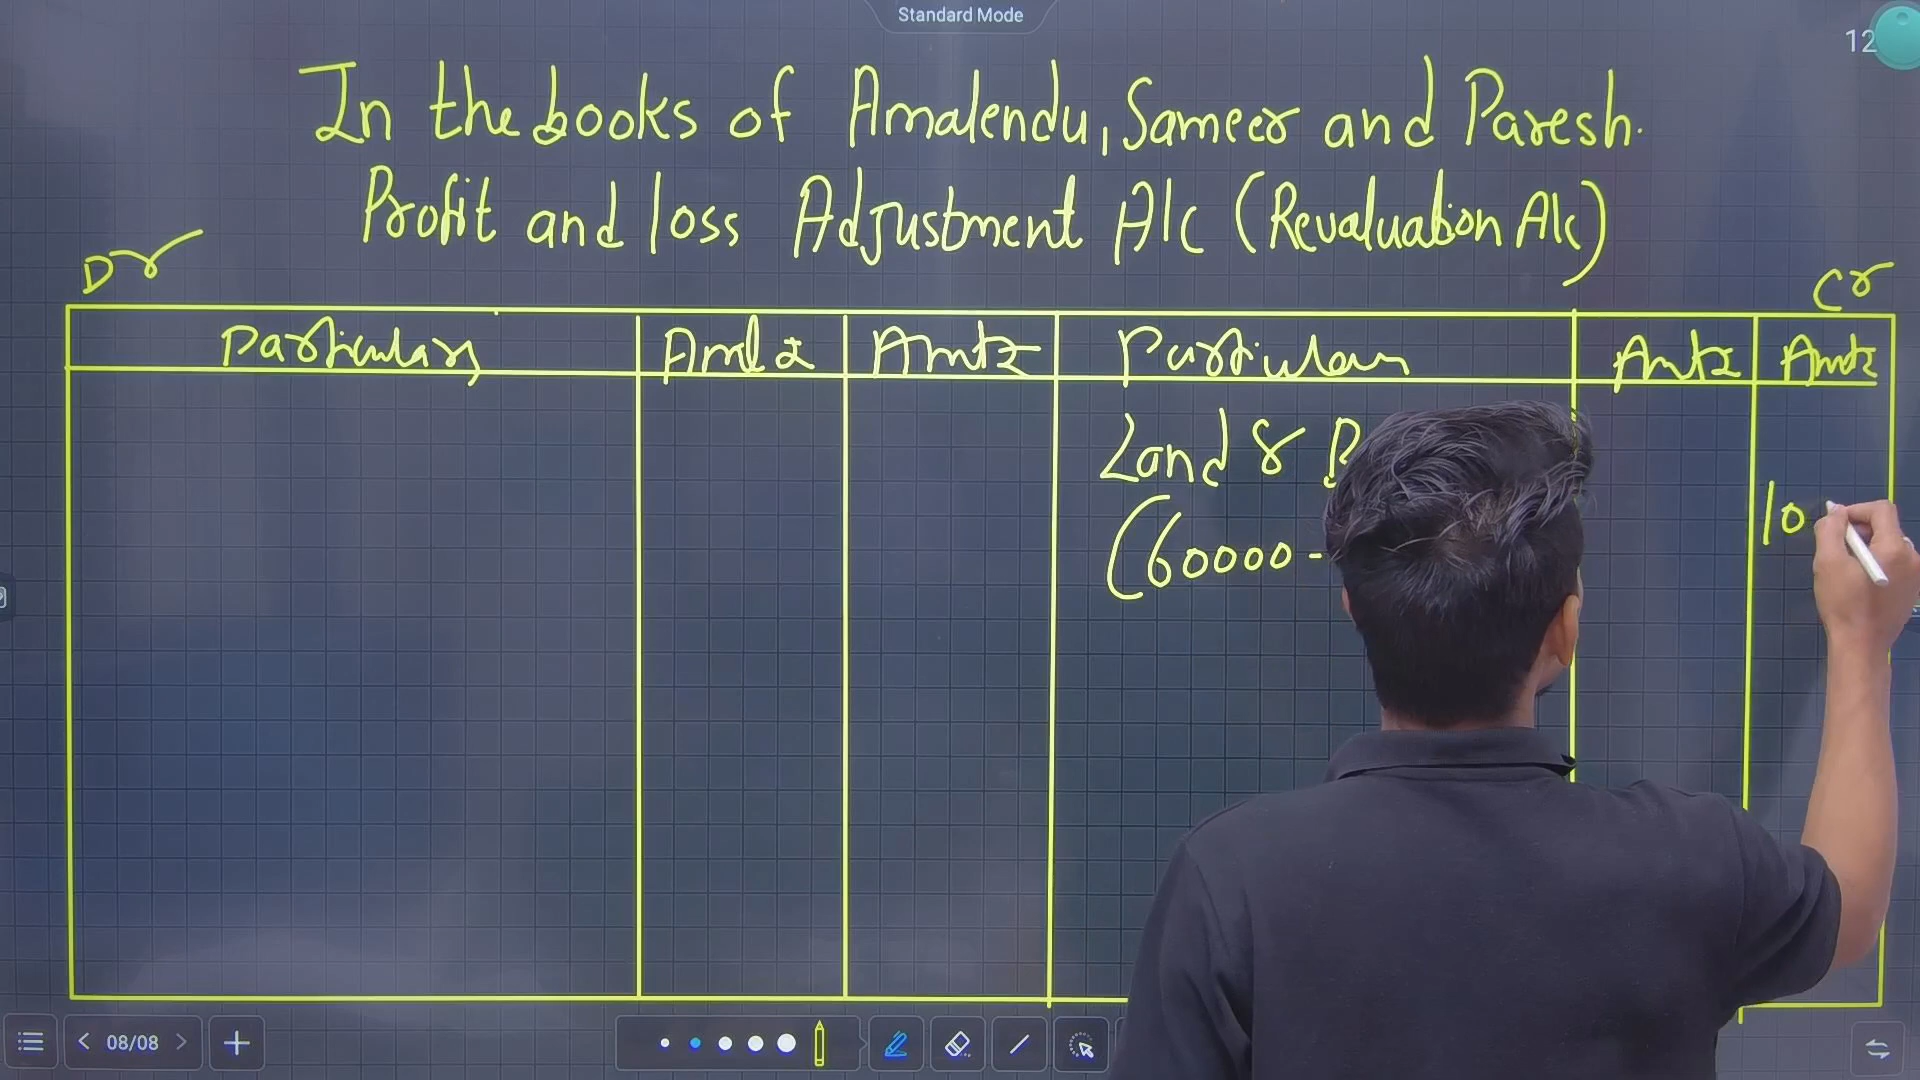 Standard Mode
12
In the books of Amalendu, Sameer and Paresh.
Profit and loss Adjustment A/c (Revaluation A/c)
Dr
Cr
Particulars Amt ₹ Amt ₹ Particulars Amt ₹ Amt ₹
Land & B
(60000 -
10
08/08